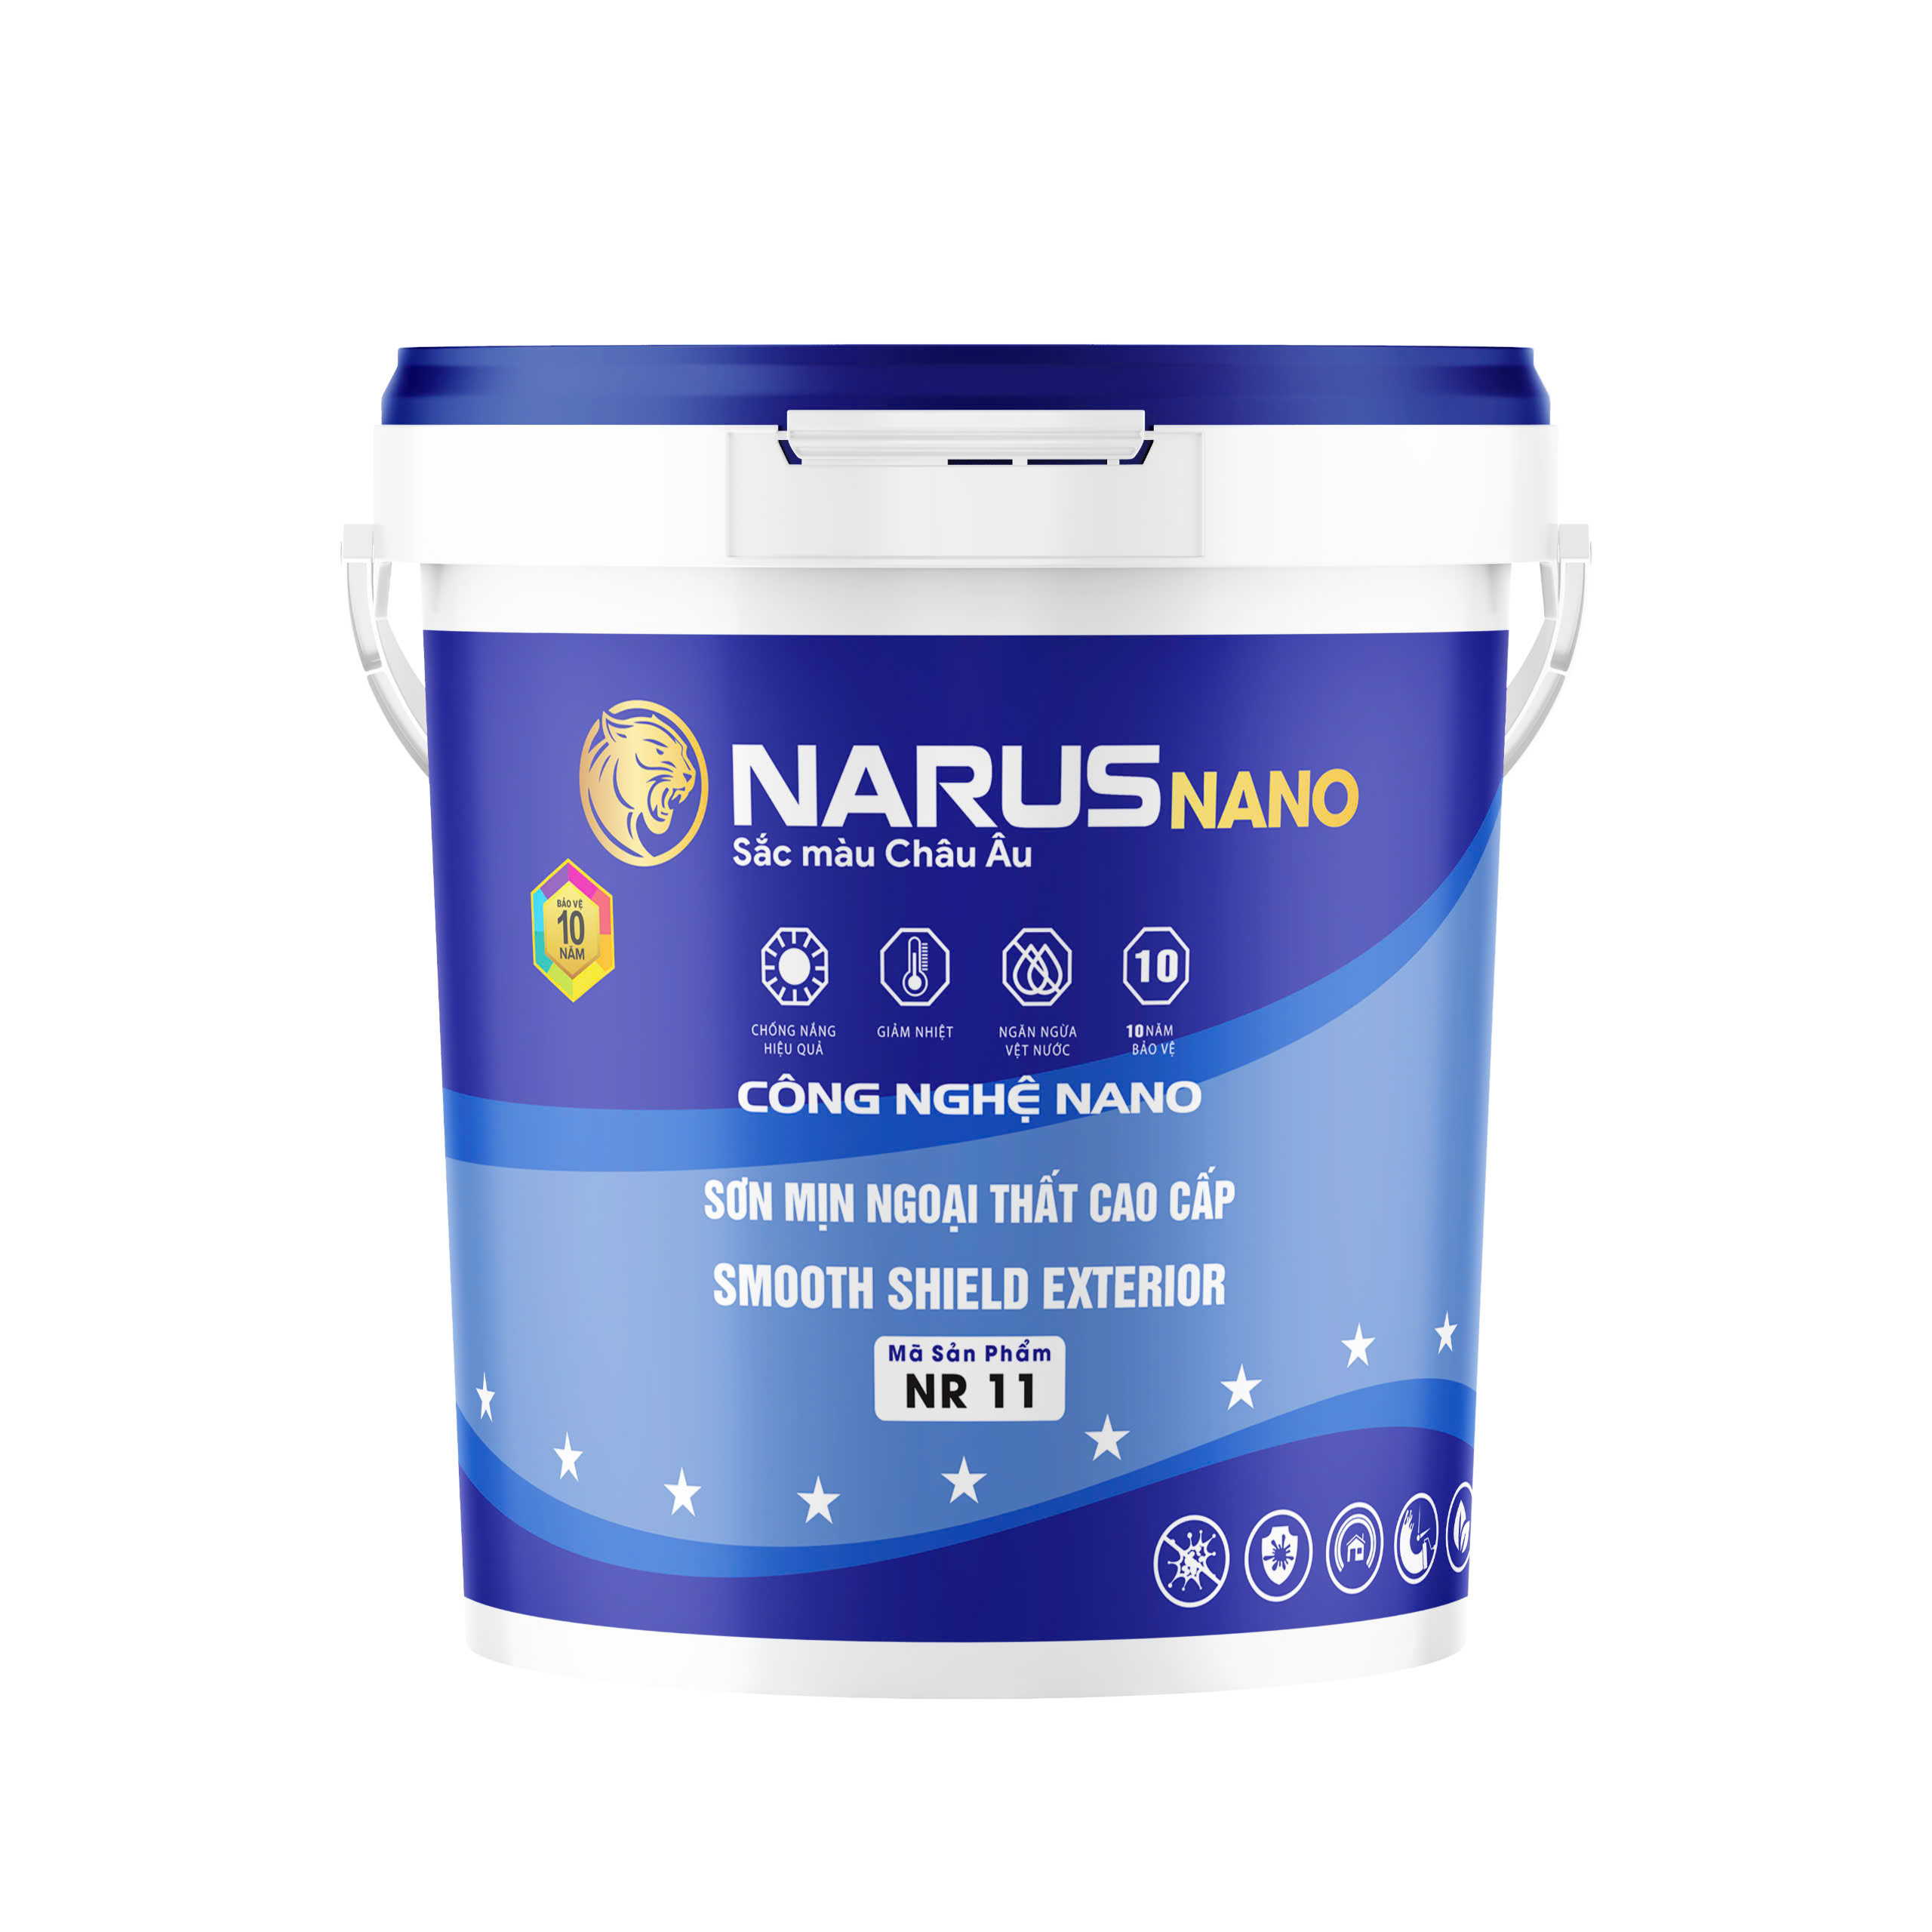 NARUS NANO
Sắc màu Châu Âu
BẢO VỆ
10
NĂM
10
CHỐNG NẮNG
HIỆU QUẢ
GIẢM NHIỆT
NGĂN NGỪA
VỆT NƯỚC
10 NĂM
BẢO VỆ
CÔNG NGHỆ NANO
SƠN MỊN NGOẠI THẤT CAO CẤP
SMOOTH SHIELD EXTERIOR
Mã Sản Phẩm
NR 11